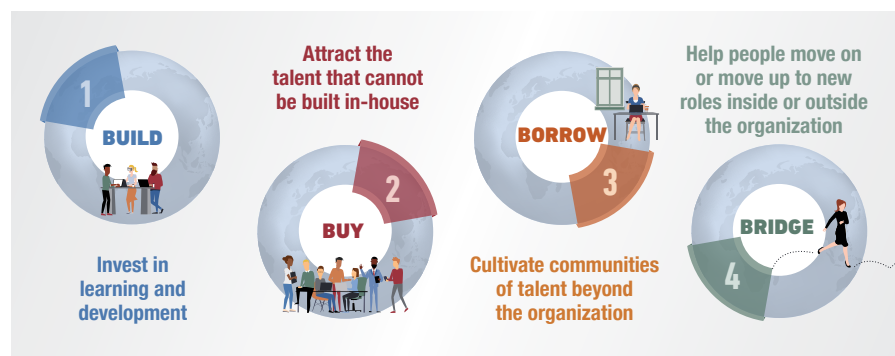 1
BUILD
Invest in
learning and
development
Attract the
talent that cannot
be built in-house
2
BUY
BORROW
3
Cultivate communities
of talent beyond
the organization
Help people move on
or move up to new
roles inside or outside
the organization
BRIDGE
4